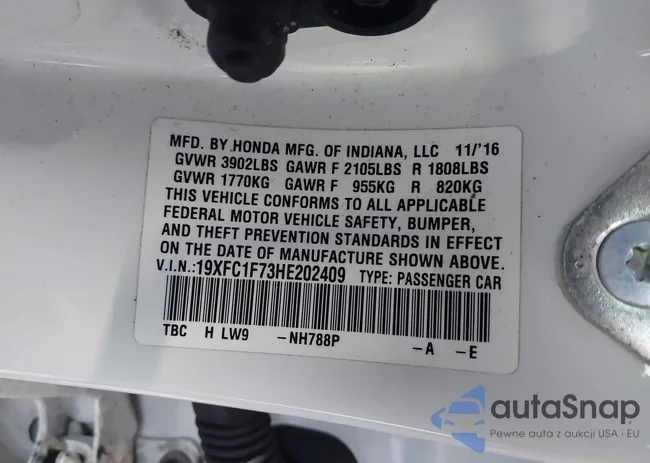 MFD. BY HONDA MFG. OF INDIANA, LLC 11/'16
GVWR 3902LBS GAWR F 2105LBS R 1808LBS
GVWR 1770KG GAWR F 955KG R 820KG
THIS VEHICLE CONFORMS TO ALL APPLICABLE
FEDERAL MOTOR VEHICLE SAFETY, BUMPER,
AND THEFT PREVENTION STANDARDS IN EFFECT
ON THE DATE OF MANUFACTURE SHOWN ABOVE.
V.I.N.:19XFC1F73HE202409 TYPE: PASSENGER CAR
TBC H LW9 -NH788P -A -E
autaSnap
Pewne auta z aukcji USA i EU